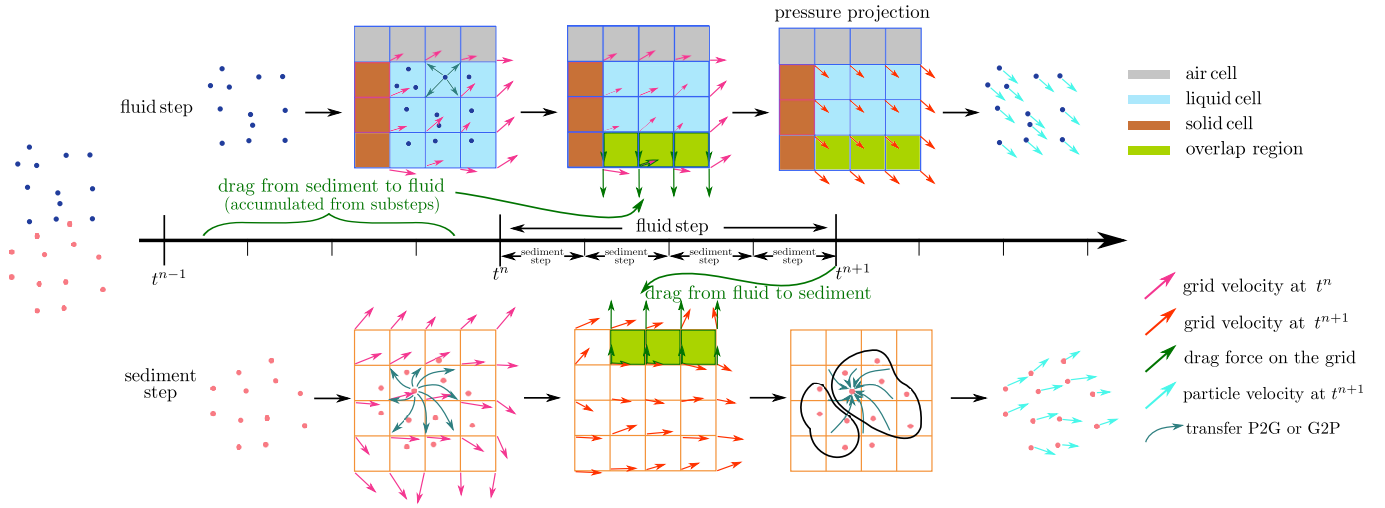 pressure projection
fluid step
air cell
liquid cell
solid cell
overlap region
drag from sediment to fluid
(accumulated from substeps)
fluid step
sediment step
sediment step
sediment step
sediment step
t^{n−1}
t^n
t^{n+1}
drag from fluid to sediment
sediment
step
grid velocity at t^n
grid velocity at t^{n+1}
drag force on the grid
particle velocity at t^{n+1}
transfer P2G or G2P